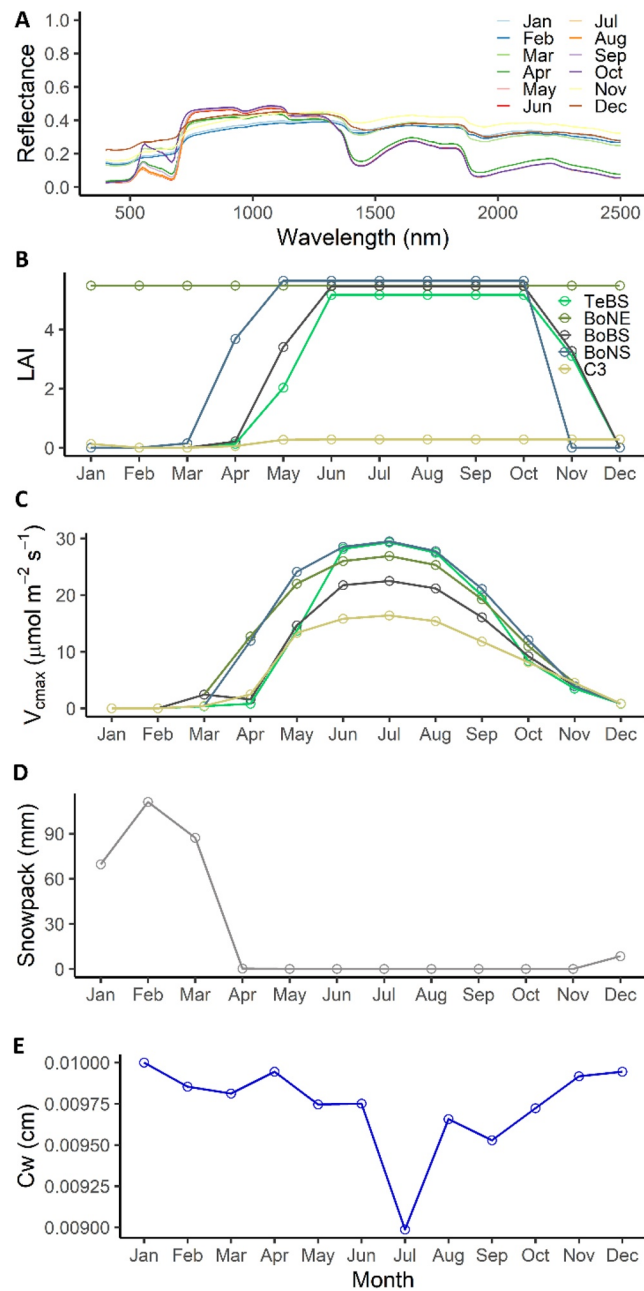 A
Reflectance
1.0
0.8
0.6
0.4
0.2
0.0
Jan Jul
Feb Aug
Mar Sep
Apr Oct
May Nov
Jun Dec
500 1000 1500 2000 2500
Wavelength (nm)
B
LAI
4
2
0
TeBS
BoNE
BoBS
BoNS
C3
Jan Feb Mar Apr May Jun Jul Aug Sep Oct Nov Dec
C
Vcmax (μmol m−2 s−1)
30
20
10
0
Jan Feb Mar Apr May Jun Jul Aug Sep Oct Nov Dec
D
Snowpack (mm)
90
60
30
0
Jan Feb Mar Apr May Jun Jul Aug Sep Oct Nov Dec
E
Cw (cm)
0.01000
0.00975
0.00950
0.00925
0.00900
Jan Feb Mar Apr May Jun Jul Aug Sep Oct Nov Dec
Month